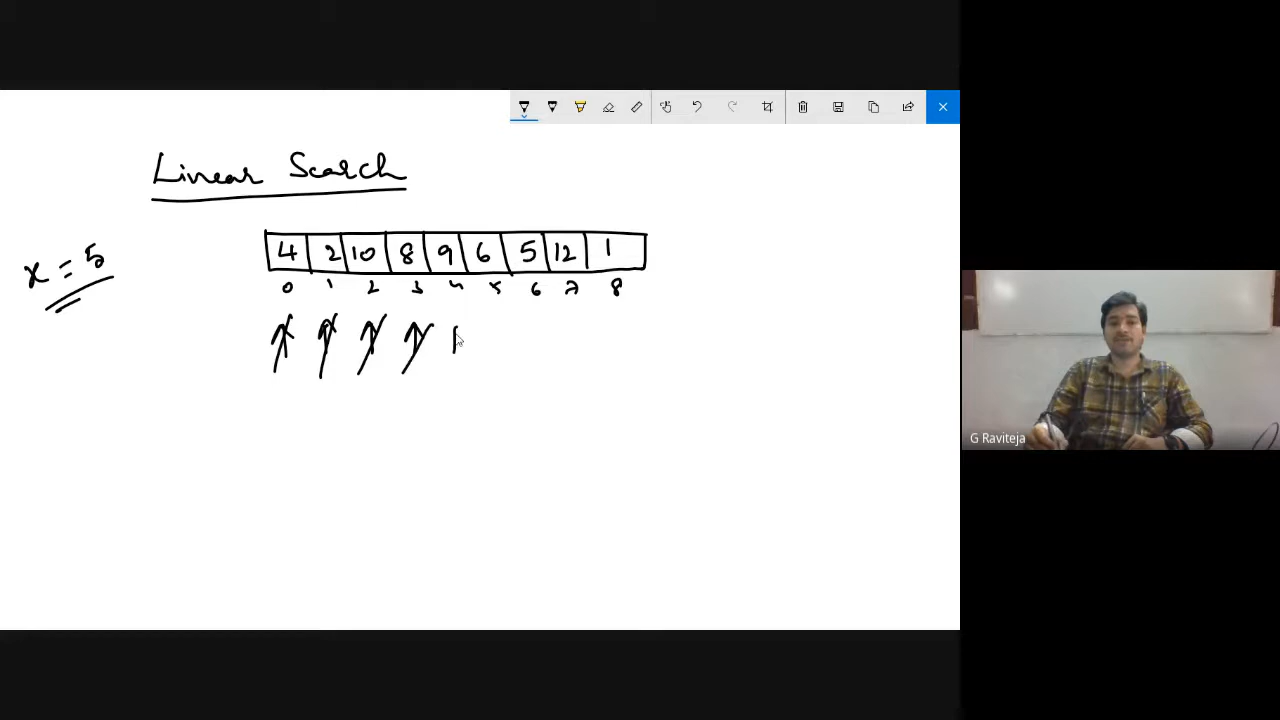 Linear Search
x = 5
4 2 10 8 9 6 5 12 1
0 1 2 3 4 5 6 7 8
G Raviteja